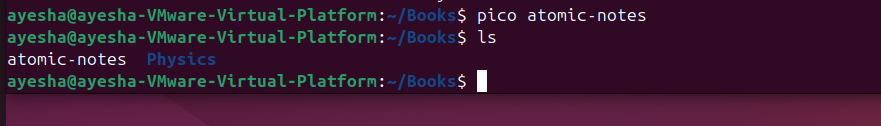 ayesha@ayesha-VMware-Virtual-Platform:~/Books$ pico atomic-notes
ayesha@ayesha-VMware-Virtual-Platform:~/Books$ ls
atomic-notes  Physics
ayesha@ayesha-VMware-Virtual-Platform:~/Books$